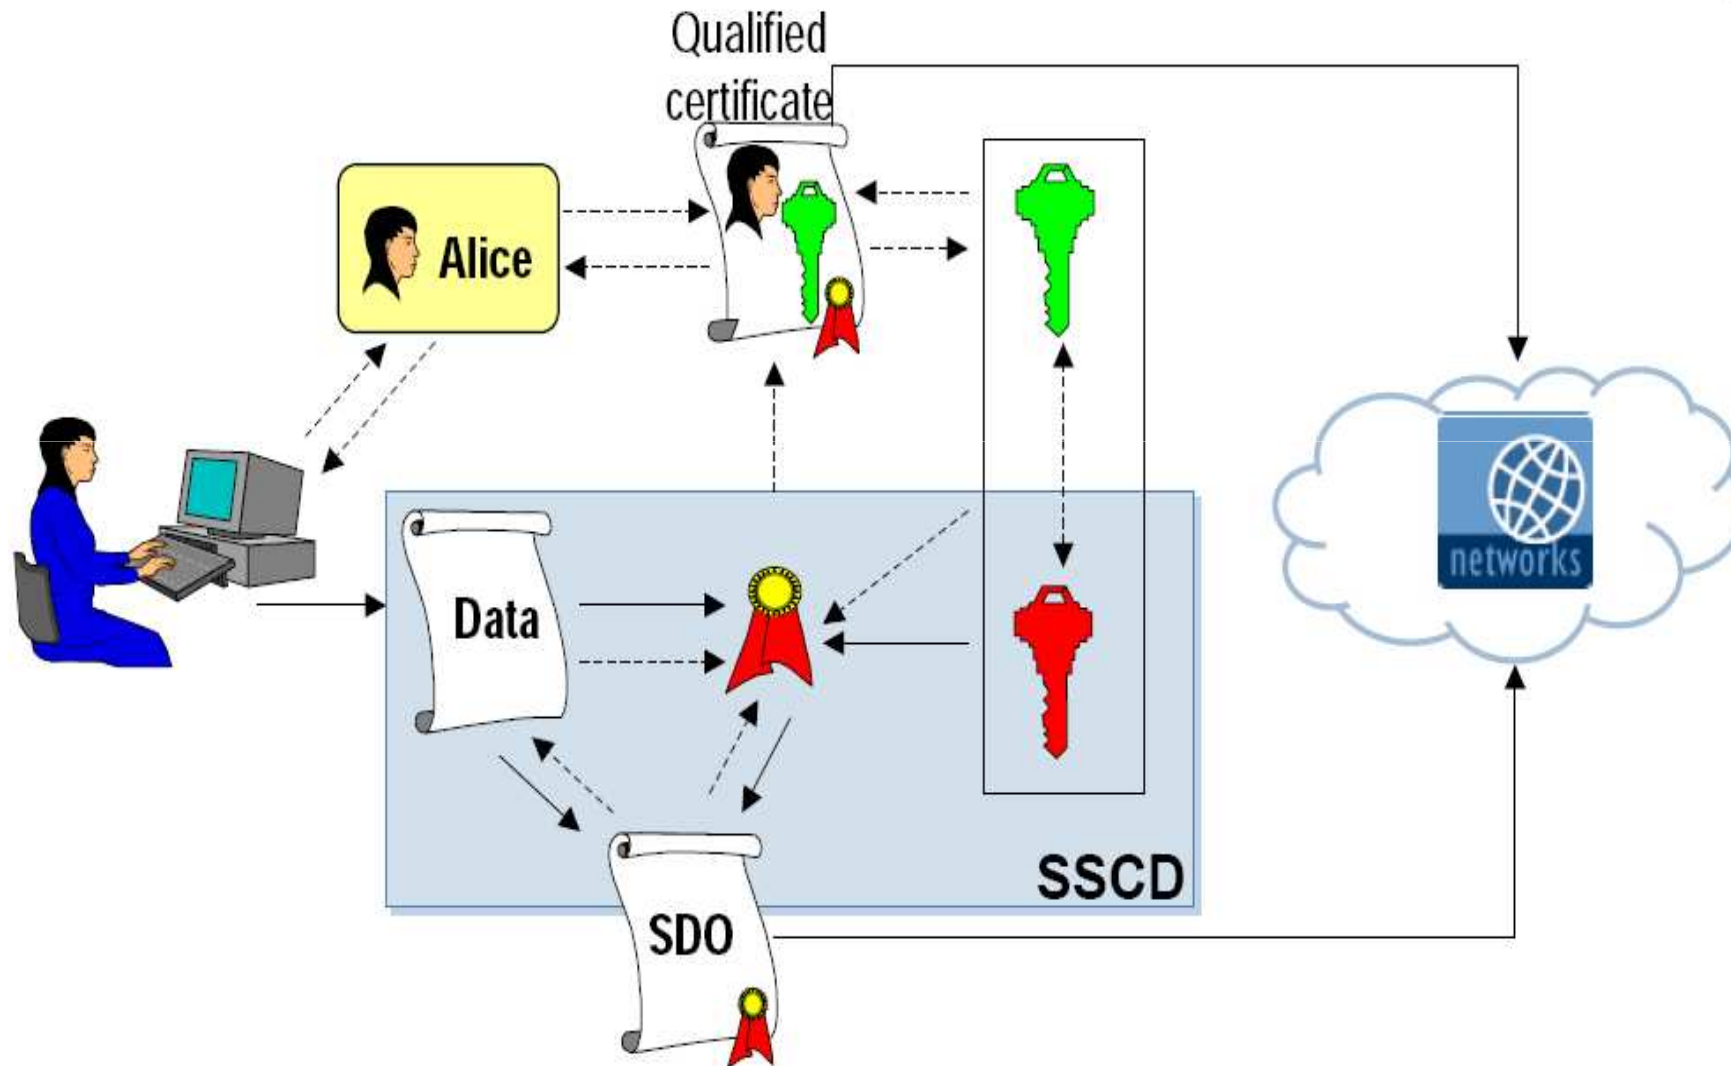 Qualified
certificate
Alice
Data
networks
SSCD
SDO